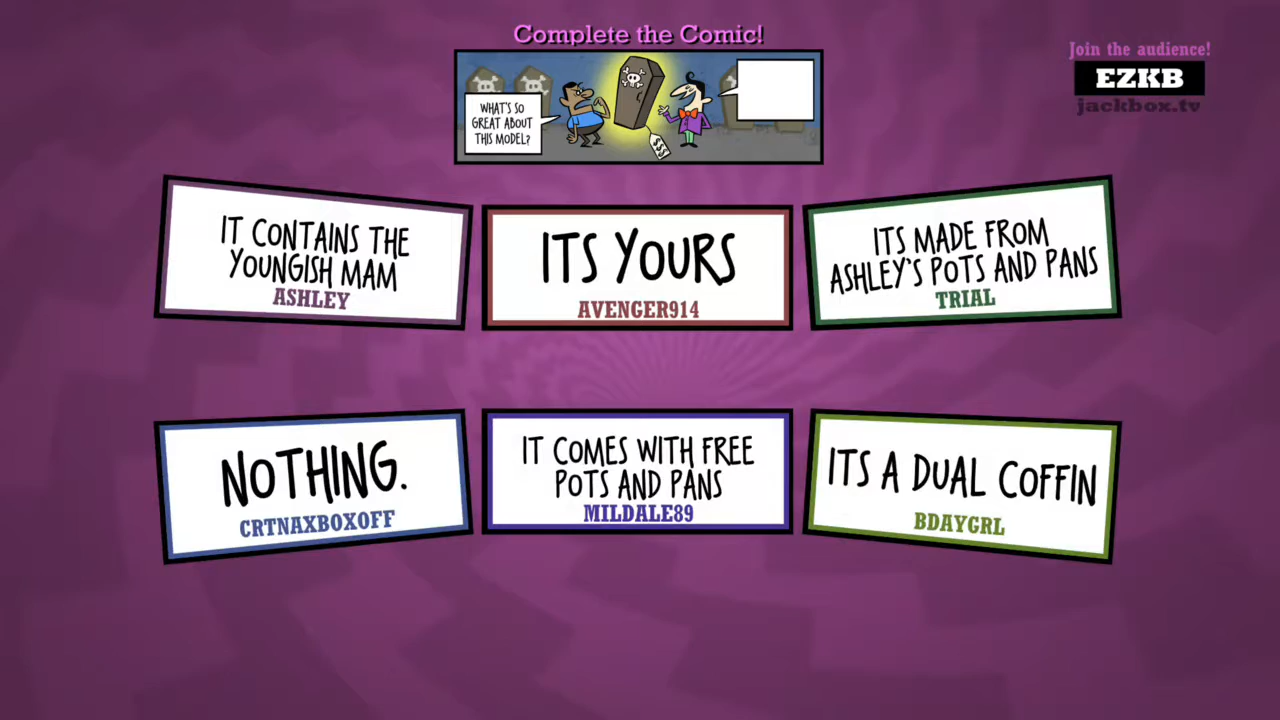 Complete the Comic!
Join the audience!
EZKB
jackbox.tv
WHAT'S SO
GREAT ABOUT
THIS MODEL?
$$$
IT CONTAINS THE
YOUNGISH MAM
ASHLEY
ITS YOURS
AVENGER914
ITS MADE FROM
ASHLEY'S POTS AND PANS
TRIAL
NOTHING.
CRTNAXBOXOFF
IT COMES WITH FREE
POTS AND PANS
MILDALE89
ITS A DUAL COFFIN
BDAYGRL